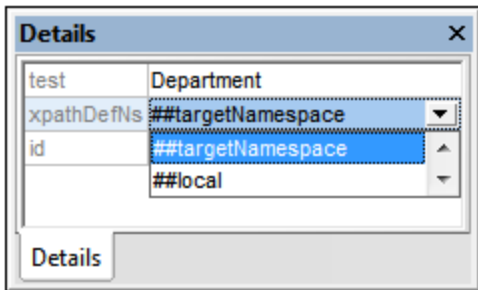 Details
test Department
xpathDefNs ##targetNamespace
id ##targetNamespace
##local
Details